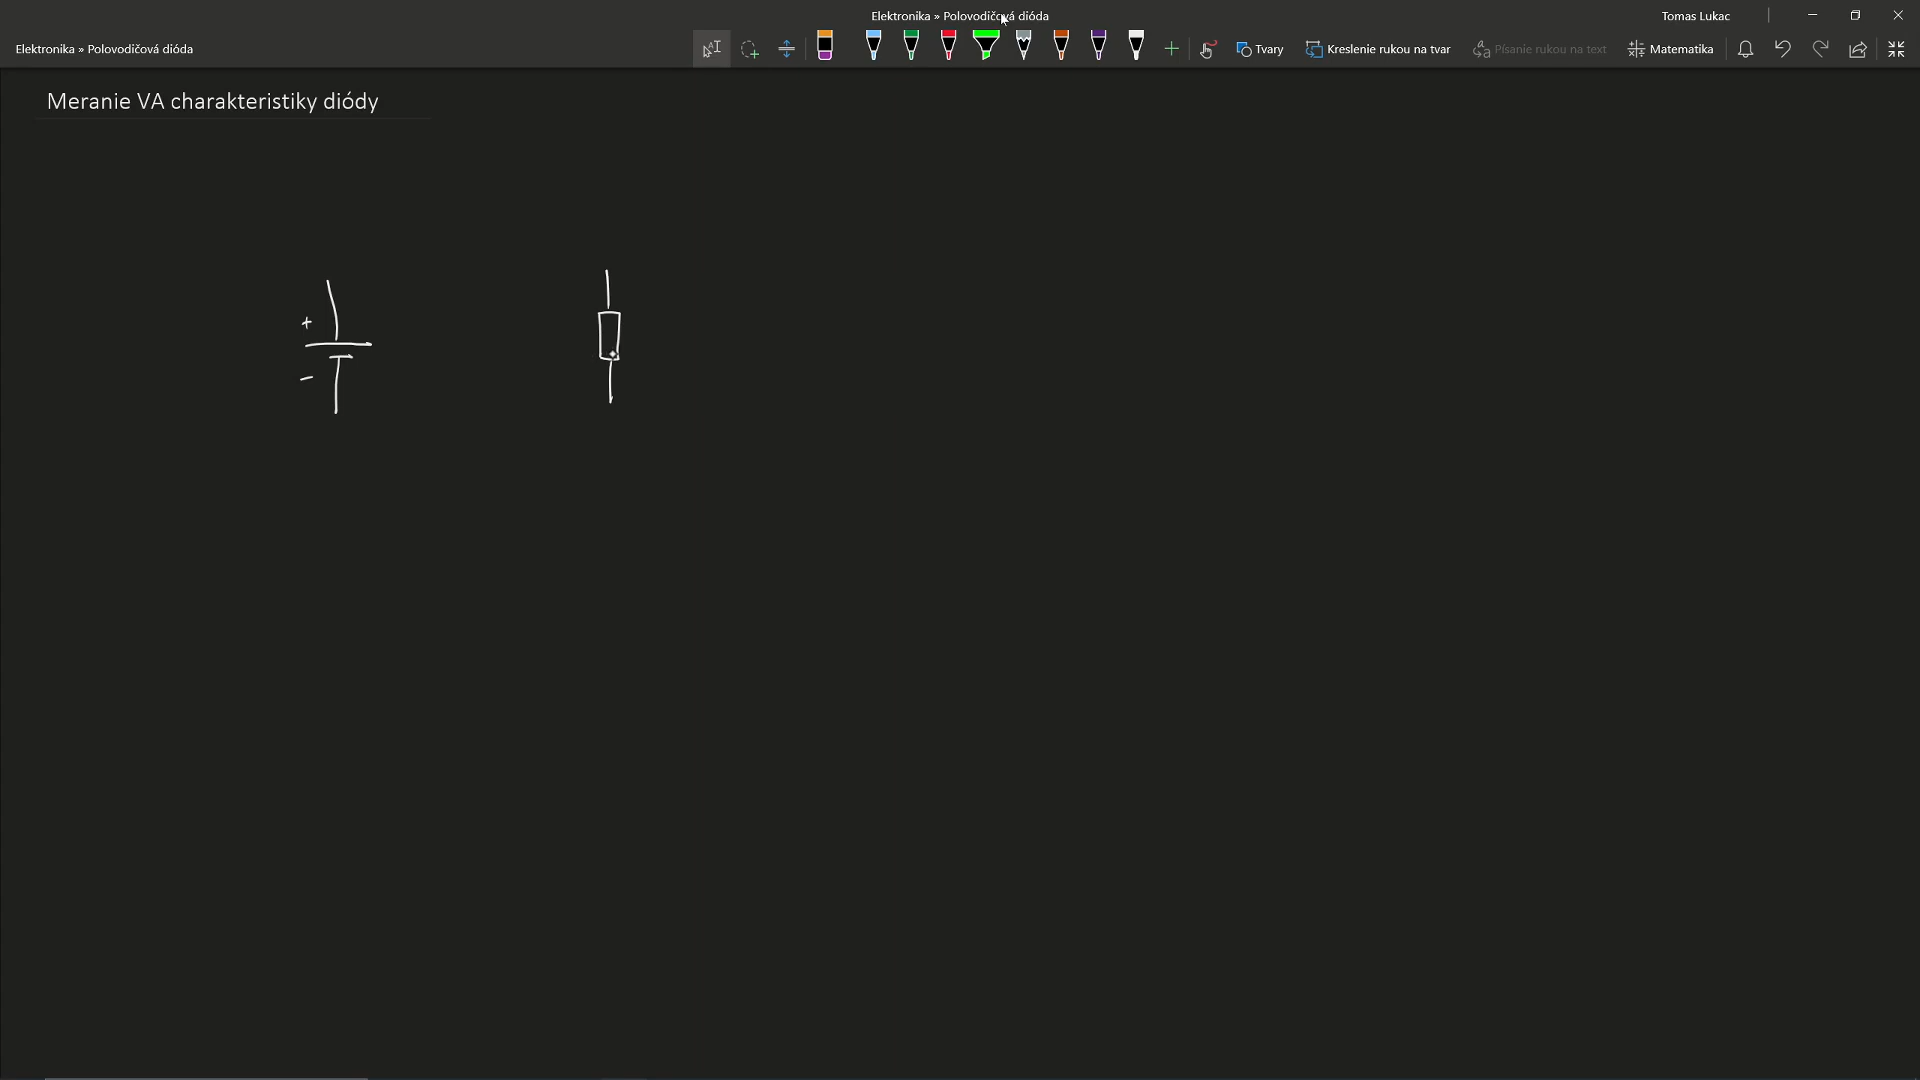 Elektronika » Polovodičová dióda
Tomas Lukac
Elektronika » Polovodičová dióda
Tvary
Kreslenie rukou na tvar
Písanie rukou na text
Matematika
Meranie VA charakteristiky diódy
+
−